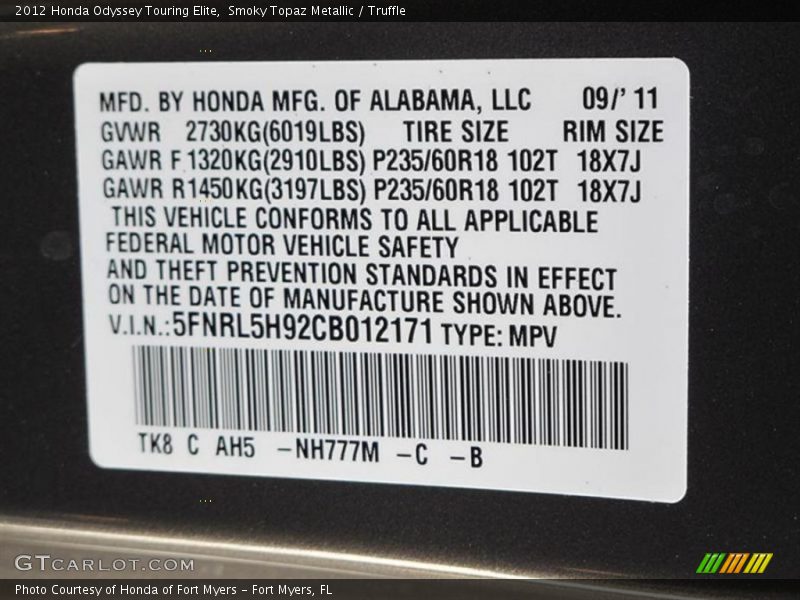 2012 Honda Odyssey Touring Elite, Smoky Topaz Metallic / Truffle
MFD. BY HONDA MFG. OF ALABAMA, LLC 09/' 11
GVWR 2730KG(6019LBS) TIRE SIZE RIM SIZE
GAWR F 1320KG(2910LBS) P235/60R18 102T 18X7J
GAWR R1450KG(3197LBS) P235/60R18 102T 18X7J
THIS VEHICLE CONFORMS TO ALL APPLICABLE
FEDERAL MOTOR VEHICLE SAFETY
AND THEFT PREVENTION STANDARDS IN EFFECT
ON THE DATE OF MANUFACTURE SHOWN ABOVE.
V.I.N.:5FNRL5H92CB012171 TYPE: MPV
TK8 C AH5 -NH777M -C -B
GTCARLOT.COM
Photo Courtesy of Honda of Fort Myers - Fort Myers, FL